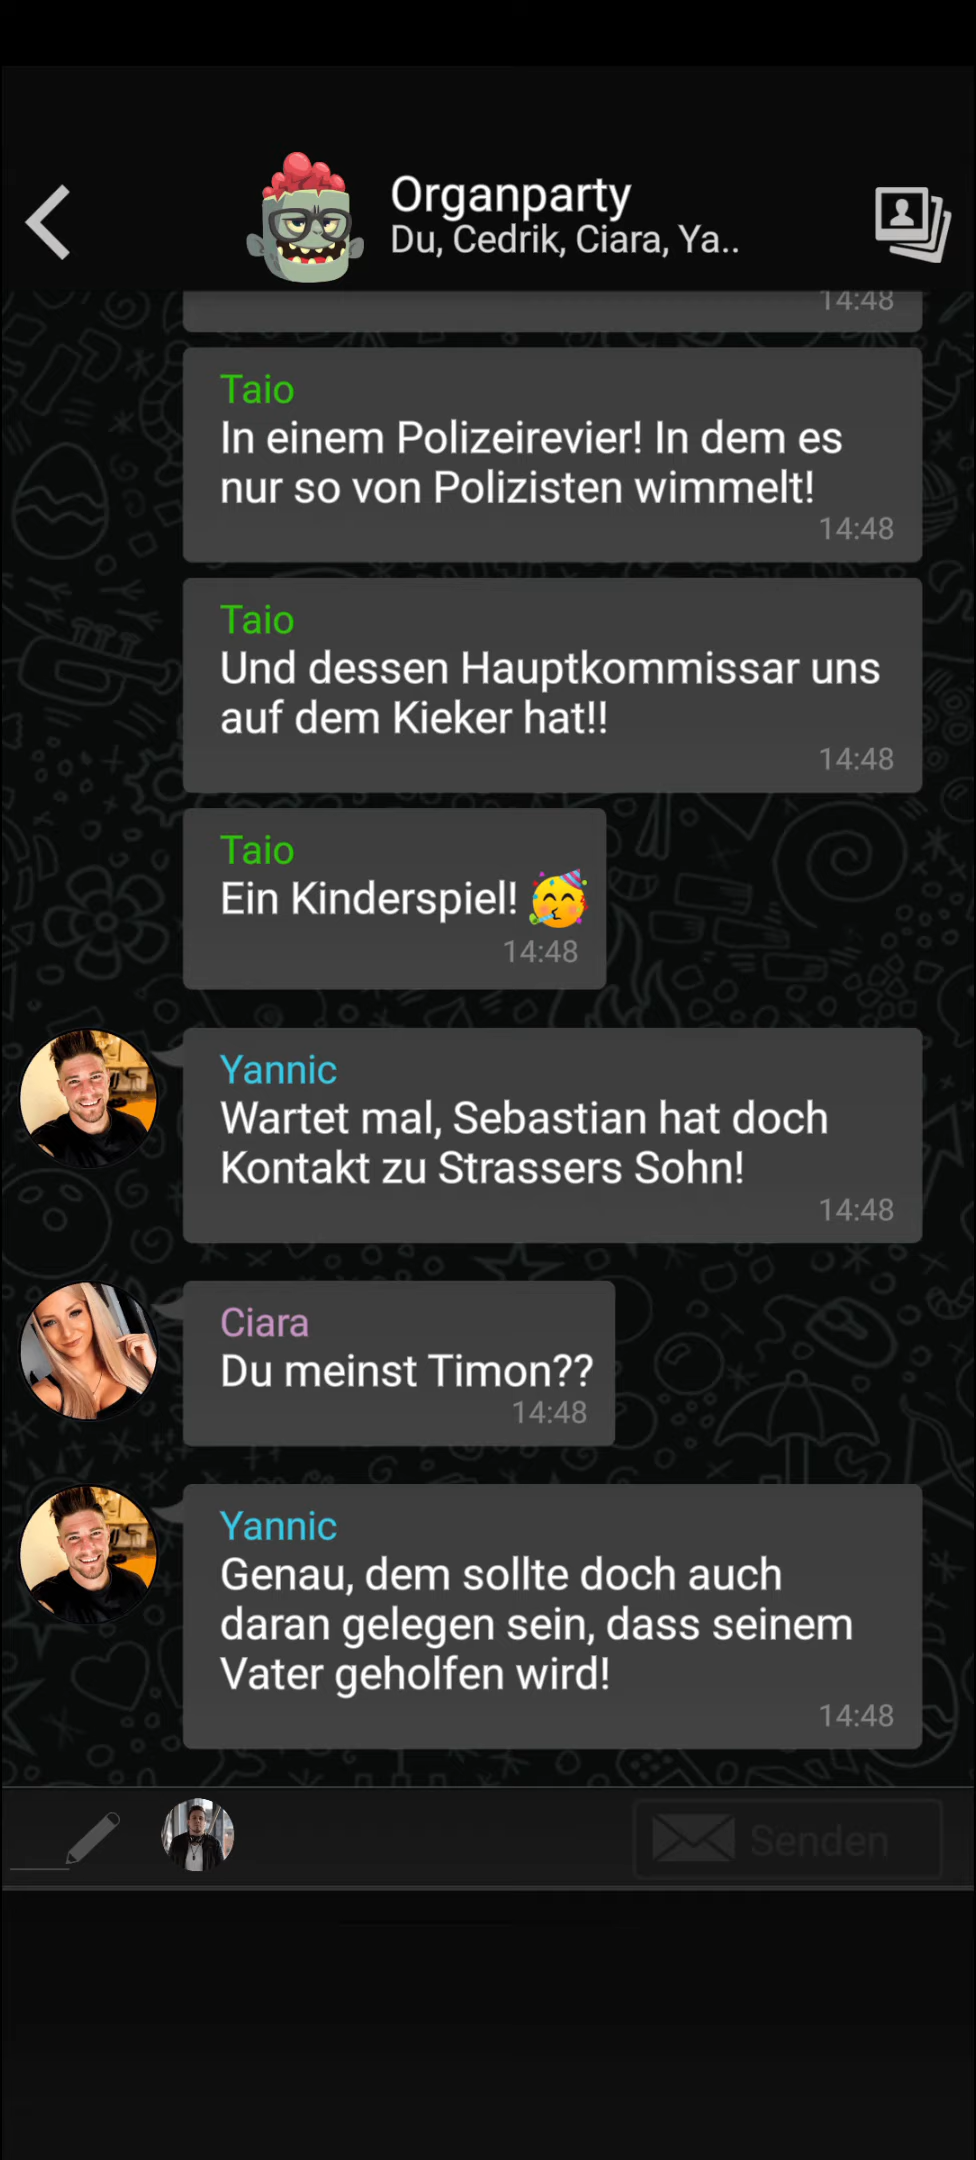 Organparty
Du, Cedrik, Ciara, Ya..
14:48
Taio
In einem Polizeirevier! In dem es
nur so von Polizisten wimmelt!
14:48
Taio
Und dessen Hauptkommissar uns
auf dem Kieker hat!!
14:48
Taio
Ein Kinderspiel! 🥳
14:48
Yannic
Wartet mal, Sebastian hat doch
Kontakt zu Strassers Sohn!
14:48
Ciara
Du meinst Timon??
14:48
Yannic
Genau, dem sollte doch auch
daran gelegen sein, dass seinem
Vater geholfen wird!
14:48
Senden